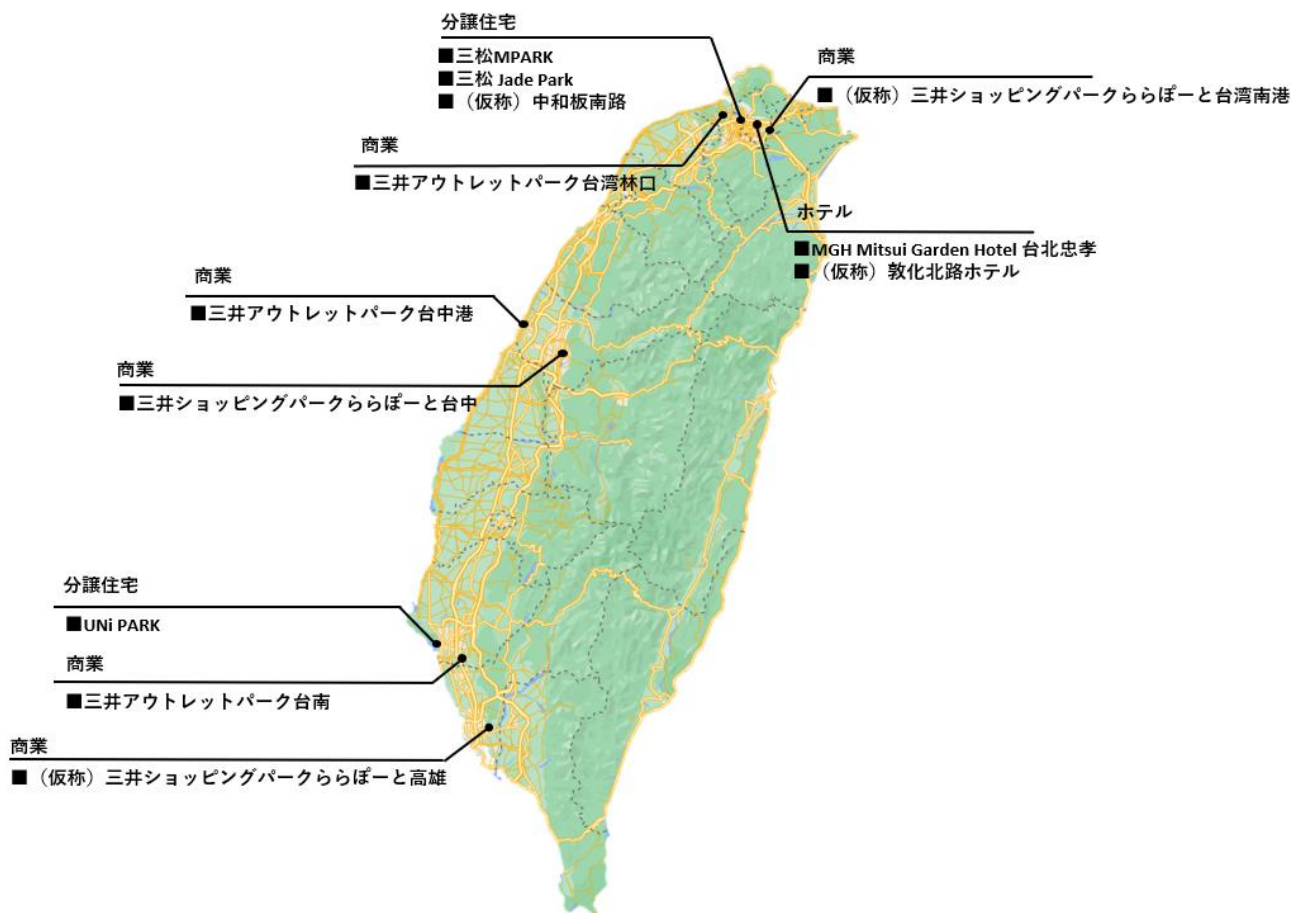 分譲住宅
■三松MPARK
■三松 Jade Park
■（仮称）中和板南路
商業
■（仮称）三井ショッピングパークららぽーと台湾南港
商業
■三井アウトレットパーク台湾林口
ホテル
■MGH Mitsui Garden Hotel 台北忠孝
■（仮称）敦化北路ホテル
商業
■三井アウトレットパーク台中港
商業
■三井ショッピングパークららぽーと台中
分譲住宅
■UNi PARK
商業
■三井アウトレットパーク台南
商業
■（仮称）三井ショッピングパークららぽーと高雄